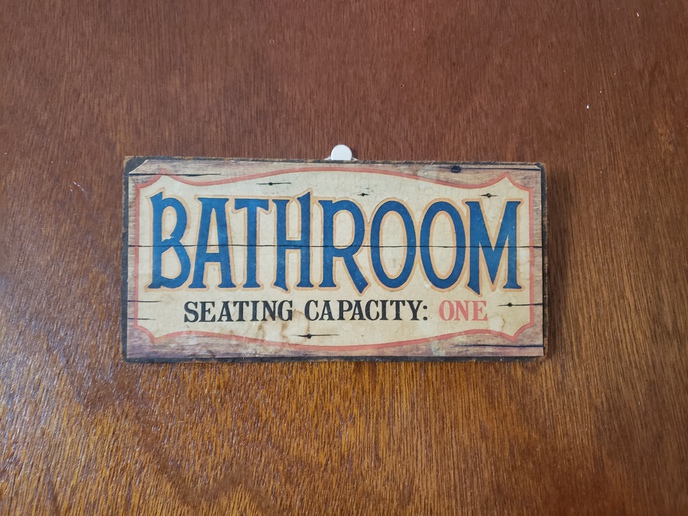 BATHROOM
SEATING CAPACITY: ONE